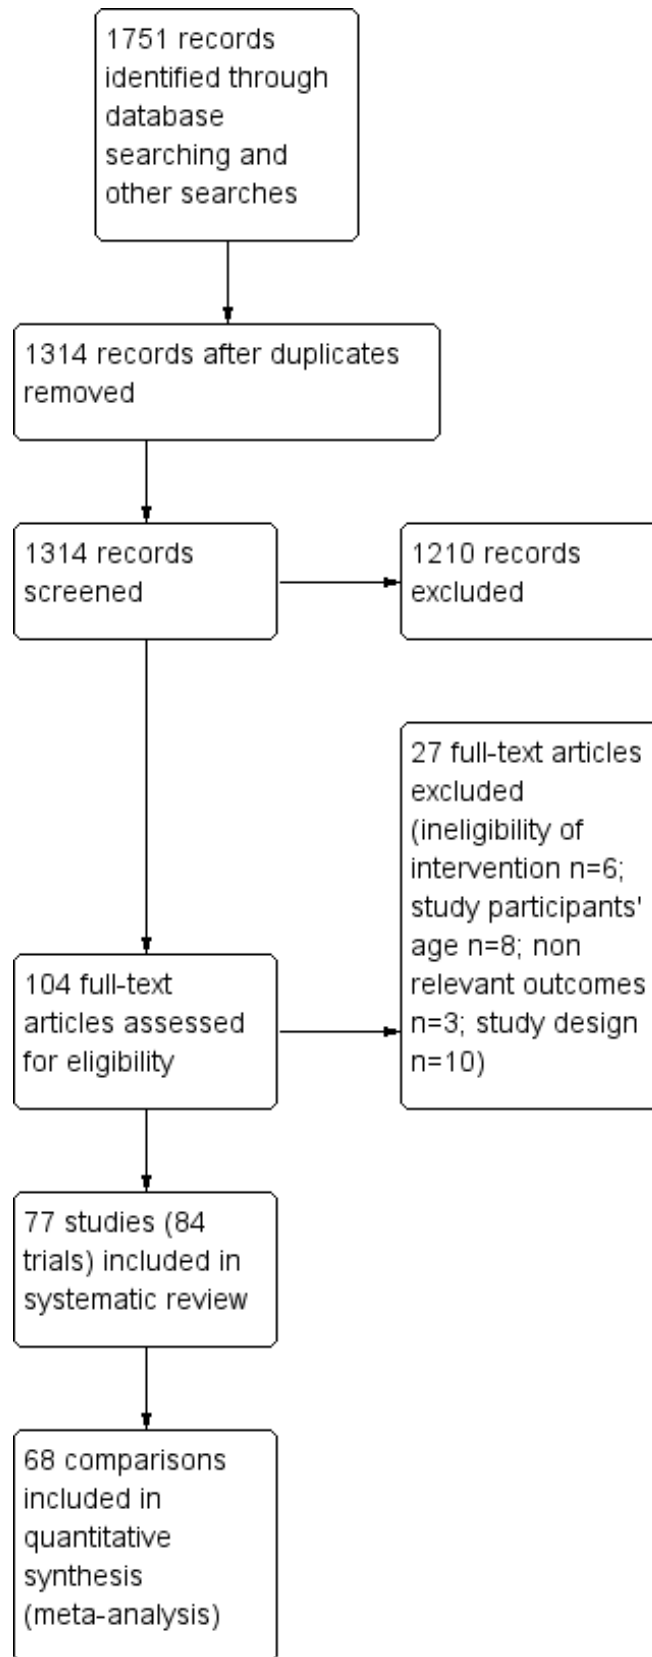 1751 records
identified through
database
searching and
other searches
1314 records after duplicates
removed
1314 records
screened
1210 records
excluded
27 full-text articles
excluded
(ineligibility of
intervention n=6;
study participants'
age n=8; non
relevant outcomes
n=3; study design
n=10)
104 full-text
articles assessed
for eligibility
77 studies (84
trials) included in
systematic review
68 comparisons
included in
quantitative
synthesis
(meta-analysis)